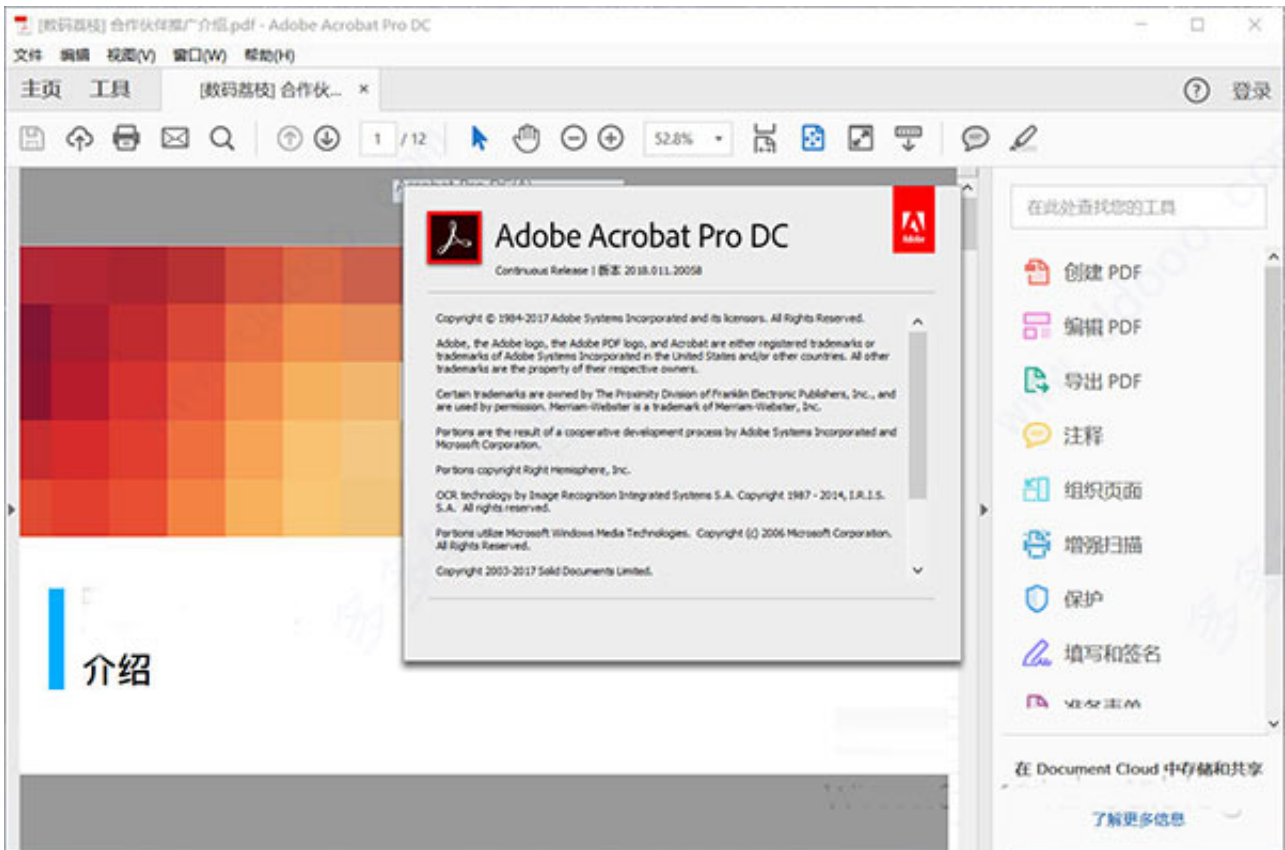 [数码荔枝] 合作伙伴推广介绍.pdf - Adobe Acrobat Pro DC
文件 编辑 视图(V) 窗口(W) 帮助(H)
主页 工具 [数码荔枝] 合作伙... × 登录
1 / 12 52.8%
Adobe Acrobat Pro DC
Adobe
Continuous Release | 版本 2018.011.20058
Copyright © 1984-2017 Adobe Systems Incorporated and its licensors. All Rights Reserved.
Adobe, the Adobe logo, the Adobe PDF logo, and Acrobat are either registered trademarks or
trademarks of Adobe Systems Incorporated in the United States and/or other countries. All other
trademarks are the property of their respective owners.
Certain trademarks are owned by The Proximity Division of Franklin Electronic Publishers, Inc., and
are used by permission. Merriam-Webster is a trademark of Merriam-Webster, Inc.
Portions are the result of a cooperative development process by Adobe Systems Incorporated and
Microsoft Corporation.
Portions copyright Right Hemisphere, Inc.
OCR technology by Image Recognition Integrated Systems S.A. Copyright 1987 - 2014, I.R.I.S.
S.A. All rights reserved.
Portions utilize Microsoft Windows Media Technologies. Copyright (c) 2006 Microsoft Corporation.
All Rights Reserved.
Copyright 2003-2017 Solid Documents Limited.
介绍
在此处查找您的工具
创建 PDF
编辑 PDF
导出 PDF
注释
组织页面
增强扫描
保护
填写和签名
在 Document Cloud 中存储和共享
了解更多信息